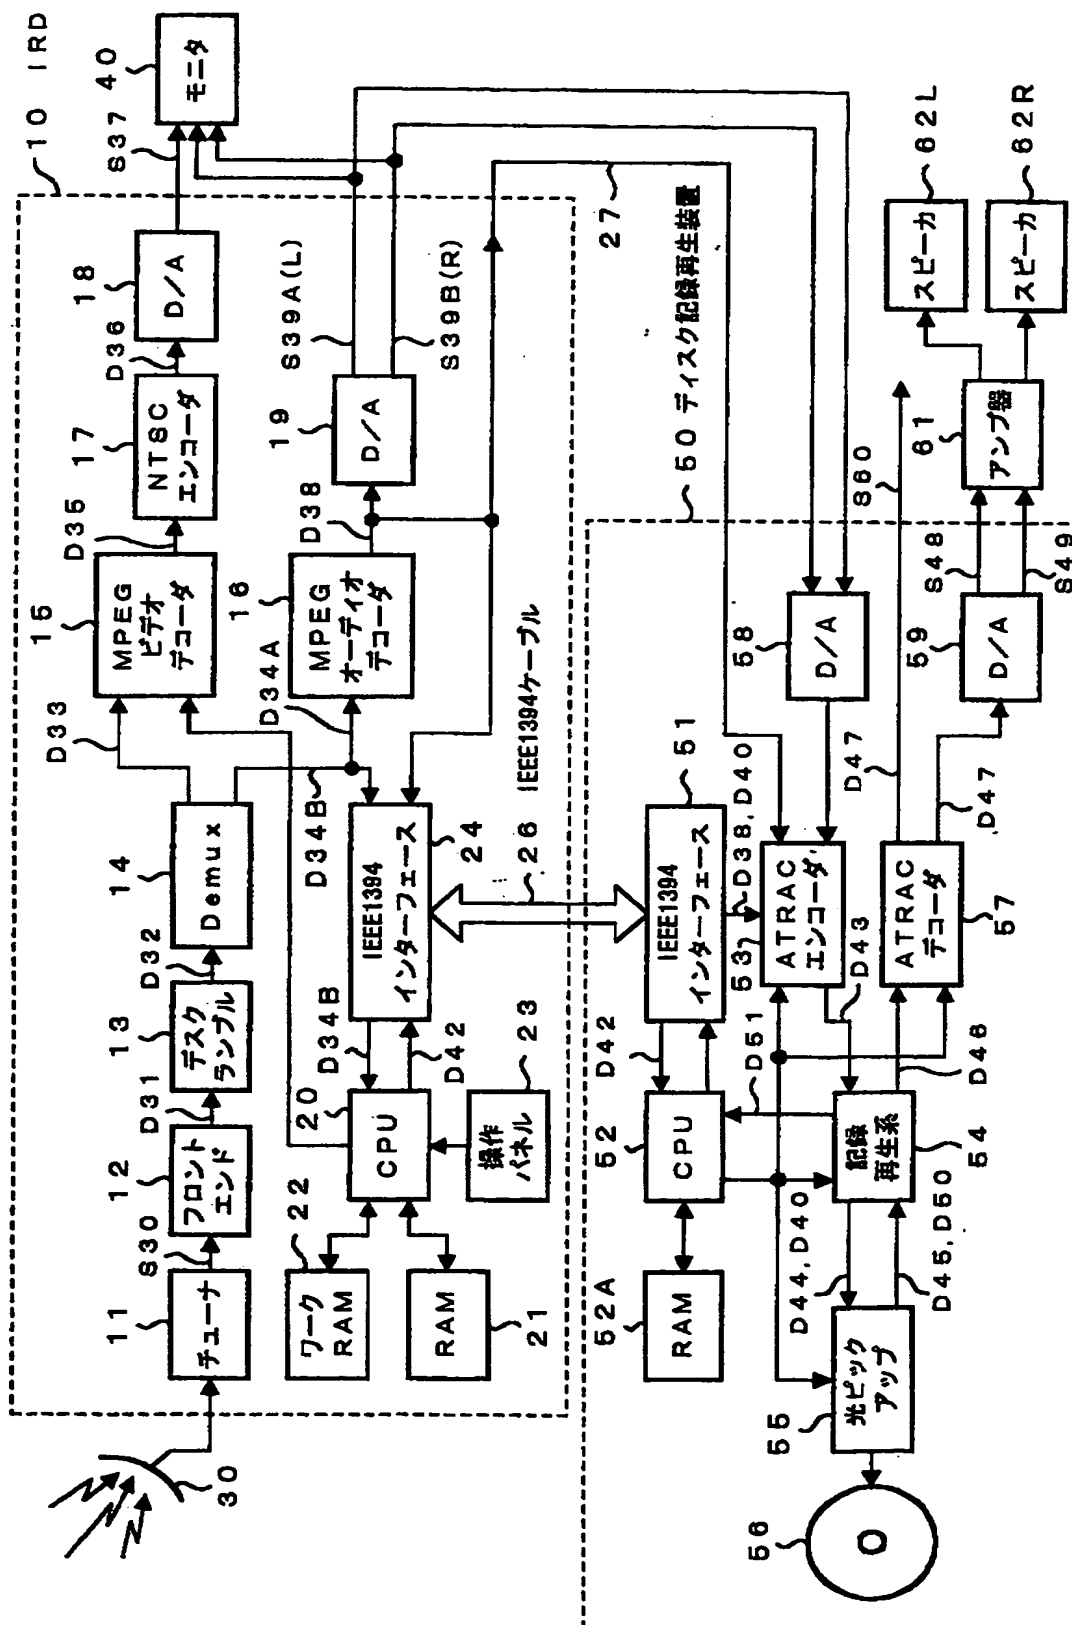 10 IRD
40
モニタ
S37
18
D/A
D36
17
NTSC
エンコーダ
D35
15
MPEG
ビデオ
デコーダ
D33
14
Demux
D32
13
デスク
ランブル
D31
12
フロント
エンド
S30
11
チューナ
30
S39A(L)
S39B(R)
19
D/A
D38
16
MPEG
オーディオ
デコーダ
D34A
D34B
IEEE1394
インターフェース
24
D34B
D42
20
CPU
23
操作
パネル
22
ワーク
RAM
RAM
21
IEEE1394ケーブル
26
27
50 ディスク記録再生装置
51
IEEE1394
インターフェース
D38, D40
D42
52
CPU
D51
52A
RAM
53
ATRAC
エンコーダ
D43
58
D/A
D47
S60
ATRAC
デコーダ
57
D47
59
D/A
S48
S49
61
アンプ器
スピーカ
62L
スピーカ
62R
D46
記録
再生系
54
D44, D40
D45, D50
55
光ピック
アップ
56